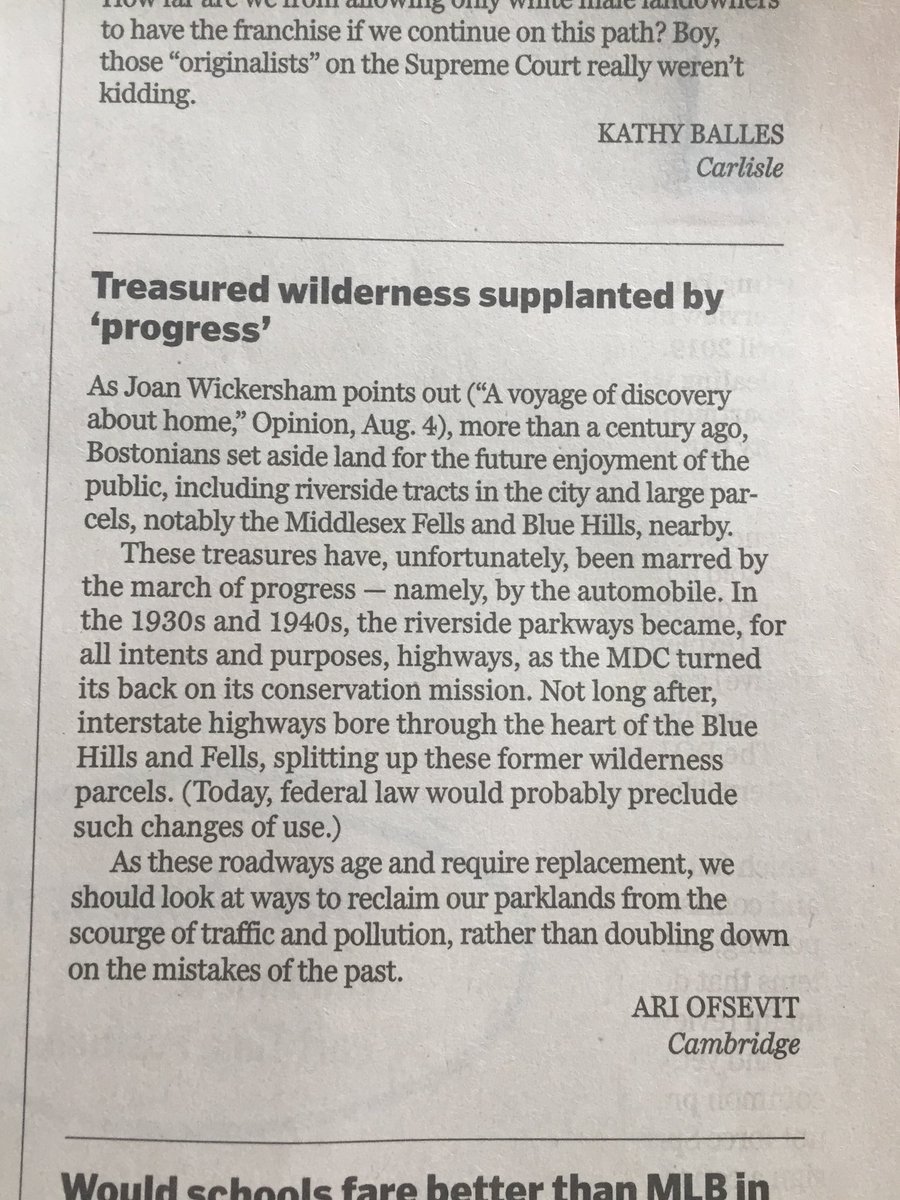 How far are we from allowing only white male landowners
to have the franchise if we continue on this path? Boy,
those “originalists” on the Supreme Court really weren’t
kidding.
KATHY BALLES
Carlisle
Treasured wilderness supplanted by
‘progress’
As Joan Wickersham points out (“A voyage of discovery
about home,” Opinion, Aug. 4), more than a century ago,
Bostonians set aside land for the future enjoyment of the
public, including riverside tracts in the city and large par-
cels, notably the Middlesex Fells and Blue Hills, nearby.
These treasures have, unfortunately, been marred by
the march of progress — namely, by the automobile. In
the 1930s and 1940s, the riverside parkways became, for
all intents and purposes, highways, as the MDC turned
its back on its conservation mission. Not long after,
interstate highways bore through the heart of the Blue
Hills and Fells, splitting up these former wilderness
parcels. (Today, federal law would probably preclude
such changes of use.)
As these roadways age and require replacement, we
should look at ways to reclaim our parklands from the
scourge of traffic and pollution, rather than doubling down
on the mistakes of the past.
ARI OFSEVIT
Cambridge
Would schools fare better than MLB in